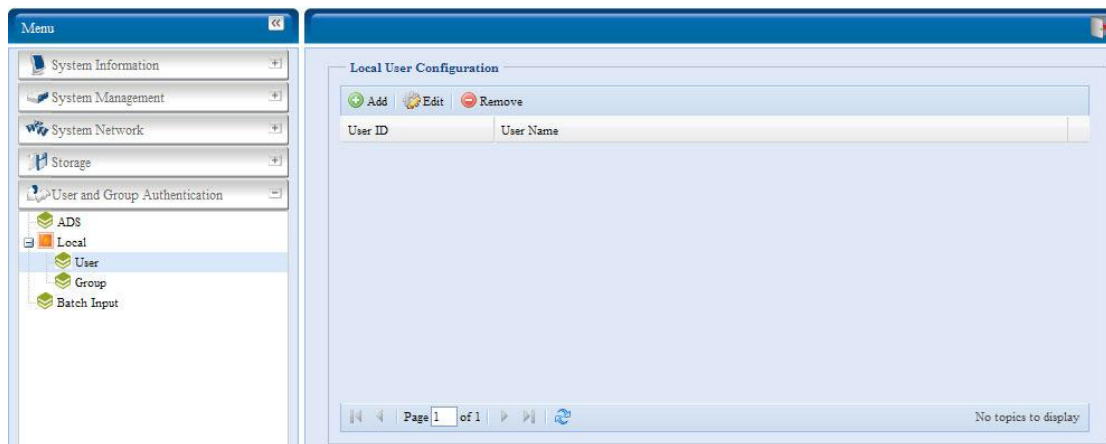 Menu
System Information
System Management
System Network
Storage
User and Group Authentication
ADS
Local
User
Group
Batch Input
Local User Configuration
Add Edit Remove
User ID User Name
Page 1 of 1 No topics to display